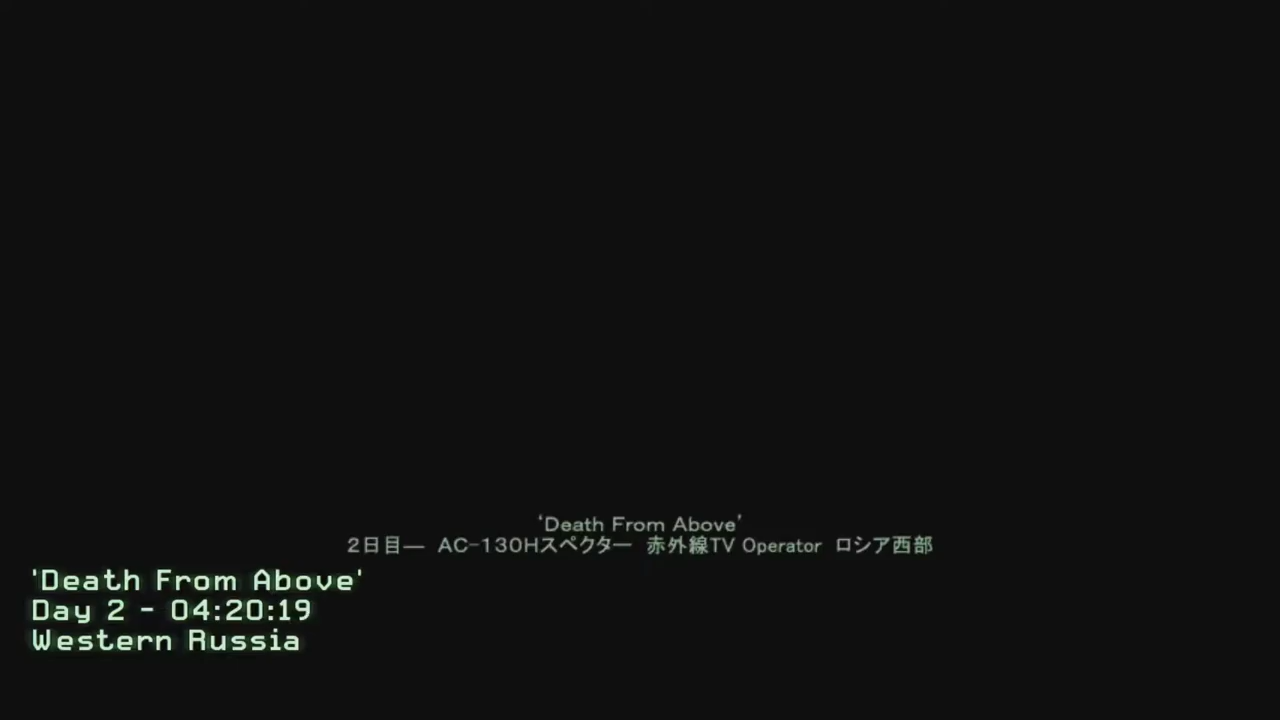 ‘Death From Above’
2日目― AC-130Hスペクター 赤外線TV Operator ロシア西部
'Death From Above'
Day 2 - 04:20:19
Western Russia